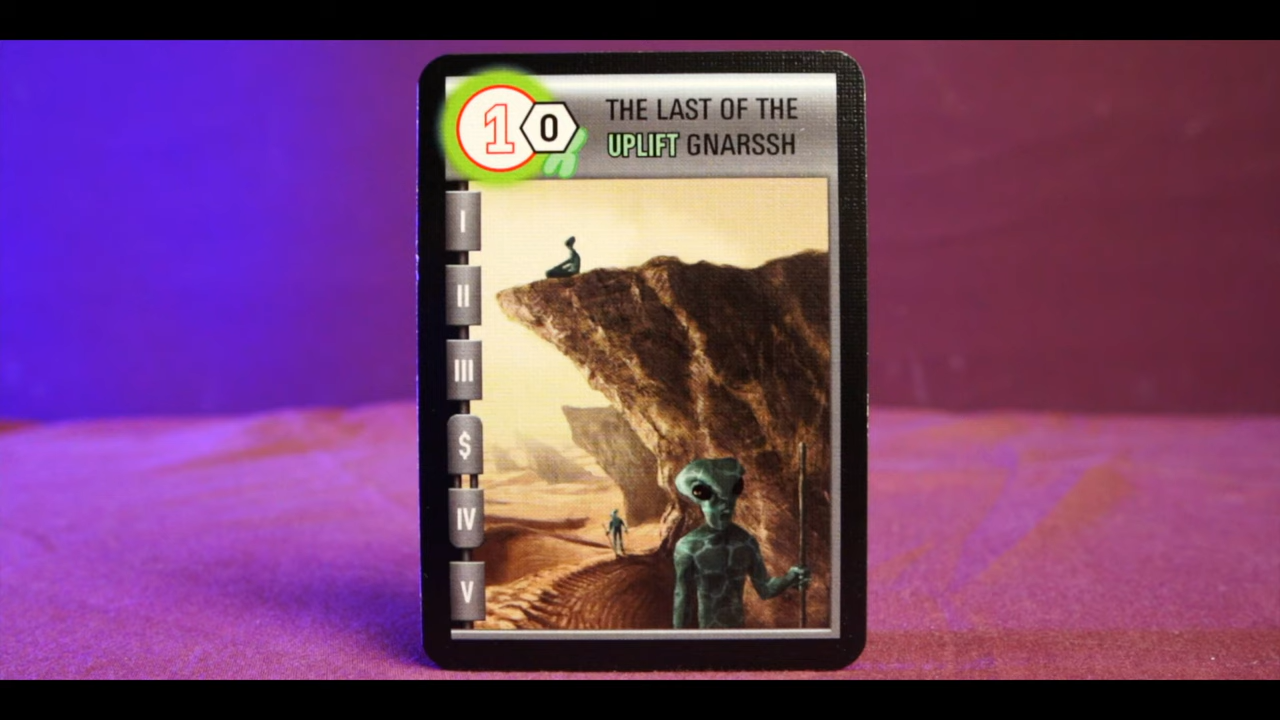 1 0
THE LAST OF THE
UPLIFT GNARSSH
I
II
III
$
IV
V